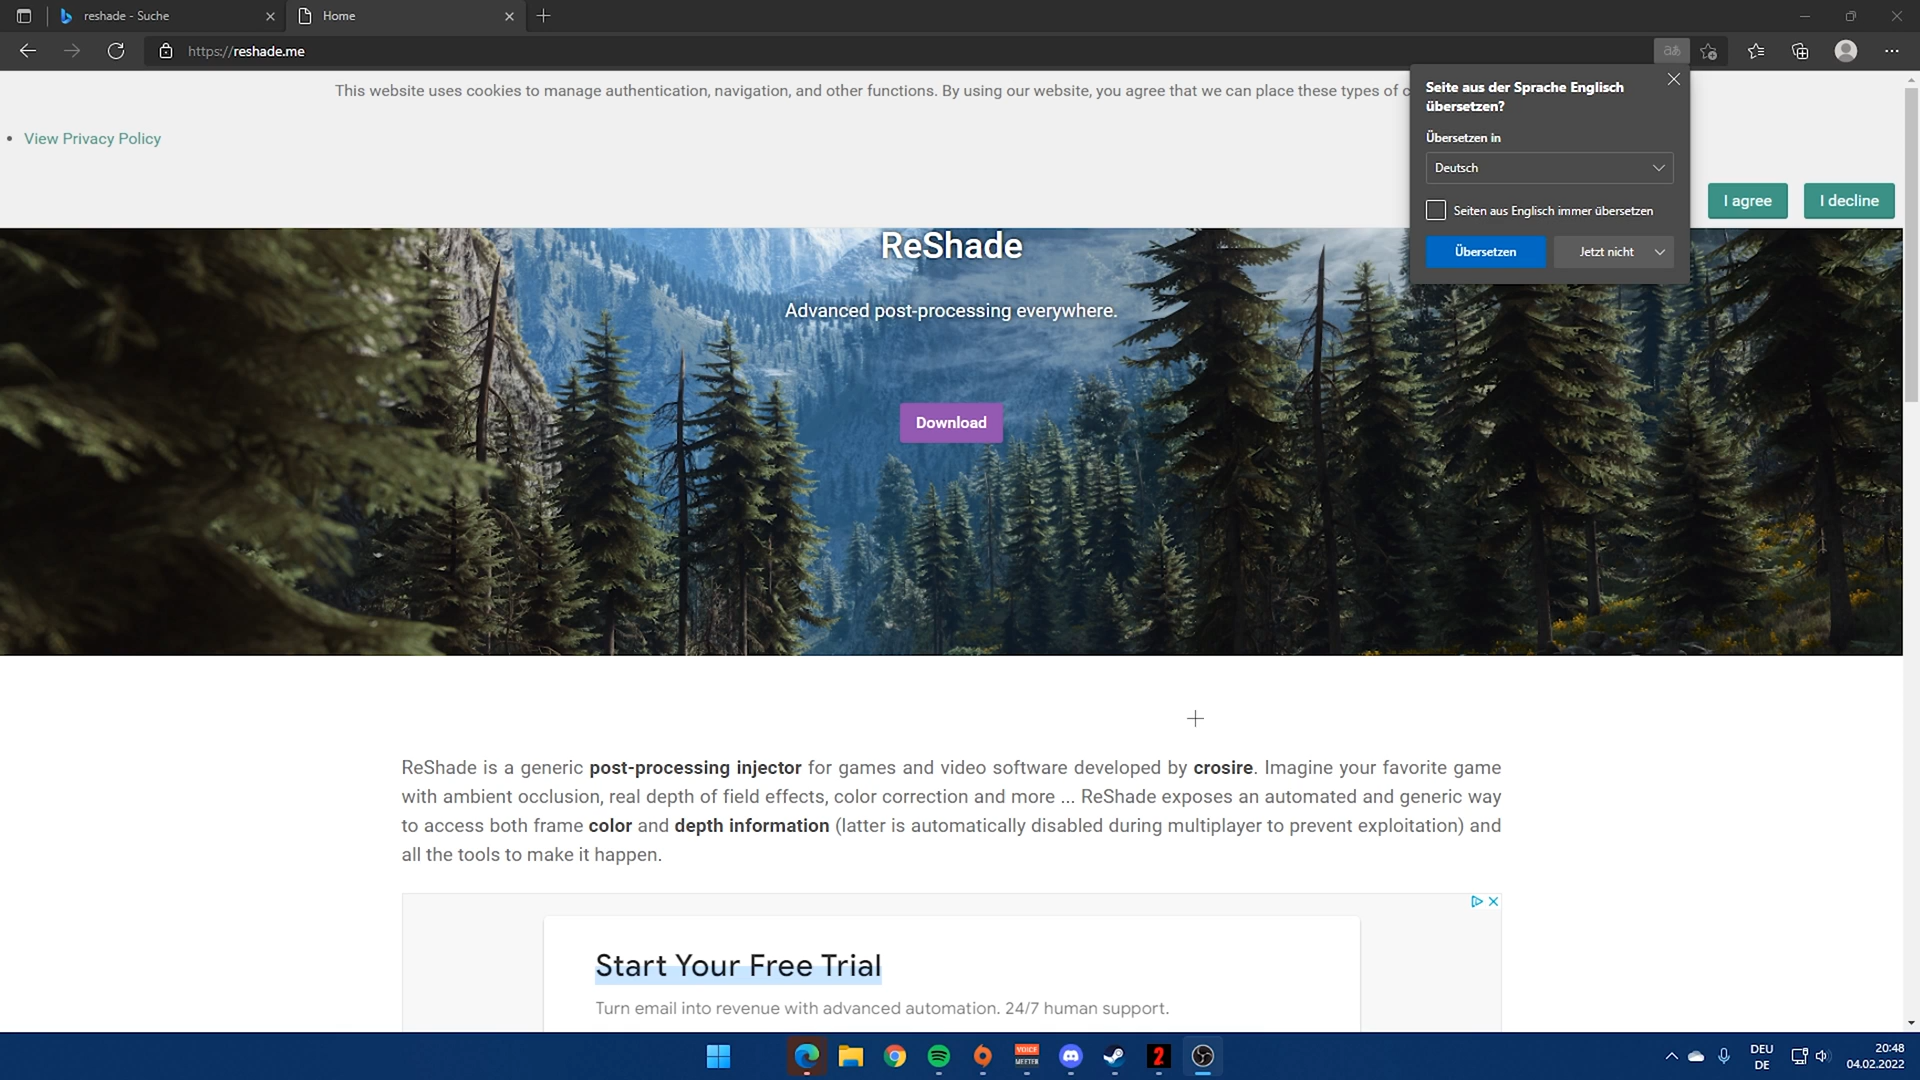 reshade - Suche
Home
https://reshade.me
This website uses cookies to manage authentication, navigation, and other functions. By using our website, you agree that we can place these types of
View Privacy Policy
Seite aus der Sprache Englisch
übersetzen?
Übersetzen in
Deutsch
Seiten aus Englisch immer übersetzen
Übersetzen
Jetzt nicht
I agree
I decline
ReShade
Advanced post-processing everywhere.
Download
ReShade is a generic post-processing injector for games and video software developed by crosire. Imagine your favorite game
with ambient occlusion, real depth of field effects, color correction and more ... ReShade exposes an automated and generic way
to access both frame color and depth information (latter is automatically disabled during multiplayer to prevent exploitation) and
all the tools to make it happen.
Start Your Free Trial
Turn email into revenue with advanced automation. 24/7 human support.
VOICE
MEETER
2
DEU
DE
20:48
04.02.2022